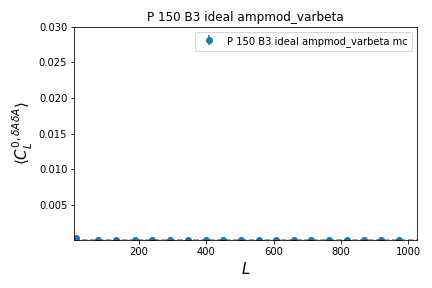 P 150 B3 ideal ampmod_varbeta
P 150 B3 ideal ampmod_varbeta mc
0.030
0.025
0.020
0.015
0.010
0.005
⟨C_L^{0,δAδA}⟩
200 400 600 800 1000
L